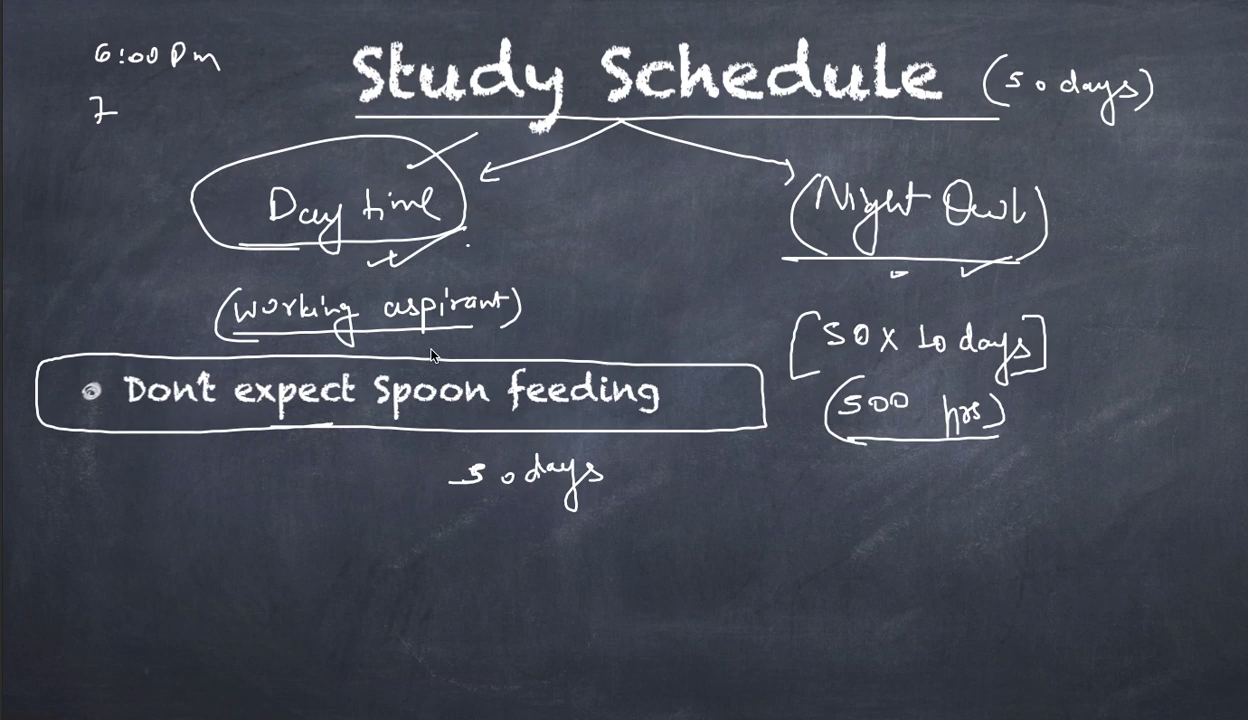 6:00 Pm
Study Schedule (50 days)
7
Day time
Night Owl
(working aspirant)
[50 X 10 days]
Don't expect Spoon feeding
(500 hrs)
50 days